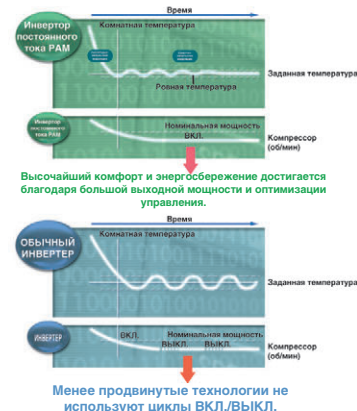 Время
Инвертор
постоянного
тока РАМ
Комнатная температура
Заданная температура
Ровная температура
Инвертор
постоянного
тока РАМ
Номинальная мощность
ВКЛ.
Компрессор
(об/мин)
Высочайший комфорт и энергосбережение достигается
благодаря большой выходной мощности и оптимизации
управления.
Время
ОБЫЧНЫЙ
ИНВЕРТЕР
Комнатная температура
Заданная температура
ИНВЕРТЕР
ВКЛ.
Номинальная мощность
ВЫКЛ.
ВЫКЛ.
Компрессор
(об/мин)
Менее продвинутые технологии не
используют циклы ВКЛ./ВЫКЛ.